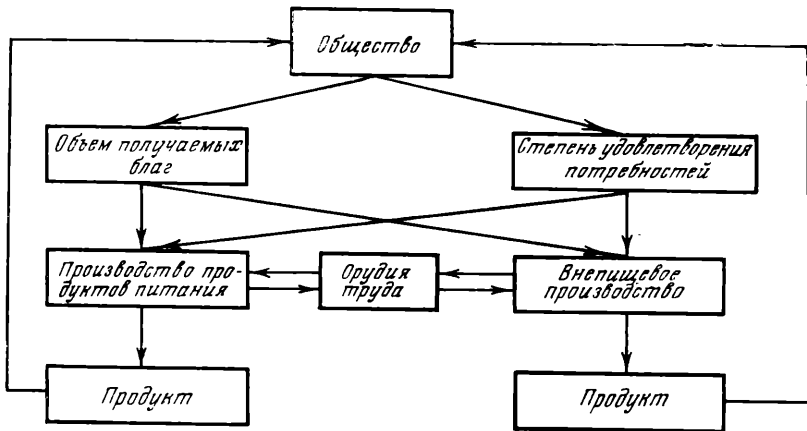 Общество
Объем получаемых
благ
Степень удовлетворения
потребностей
Производство про-
дуктов питания
Орудия
труда
Внепищевое
производство
Продукт
Продукт